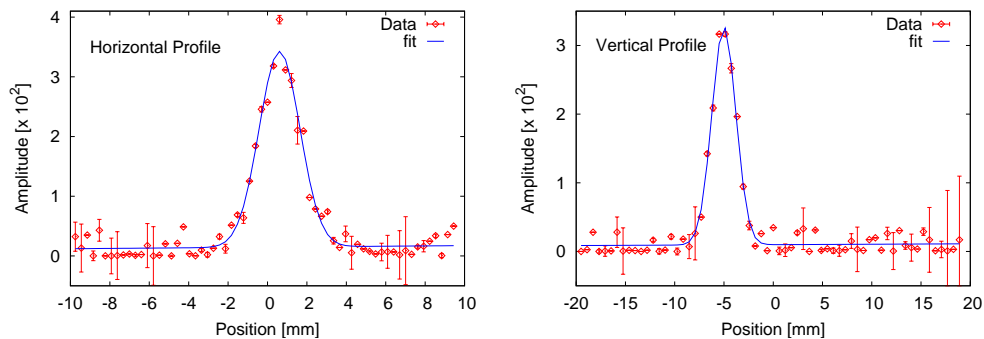 Horizontal Profile
Data
fit
Amplitude [x 10²]
4
3
2
1
0
-10 -8 -6 -4 -2 0 2 4 6 8 10
Position [mm]
Vertical Profile
Data
fit
Amplitude [x 10²]
3
2
1
0
-20 -15 -10 -5 0 5 10 15 20
Position [mm]